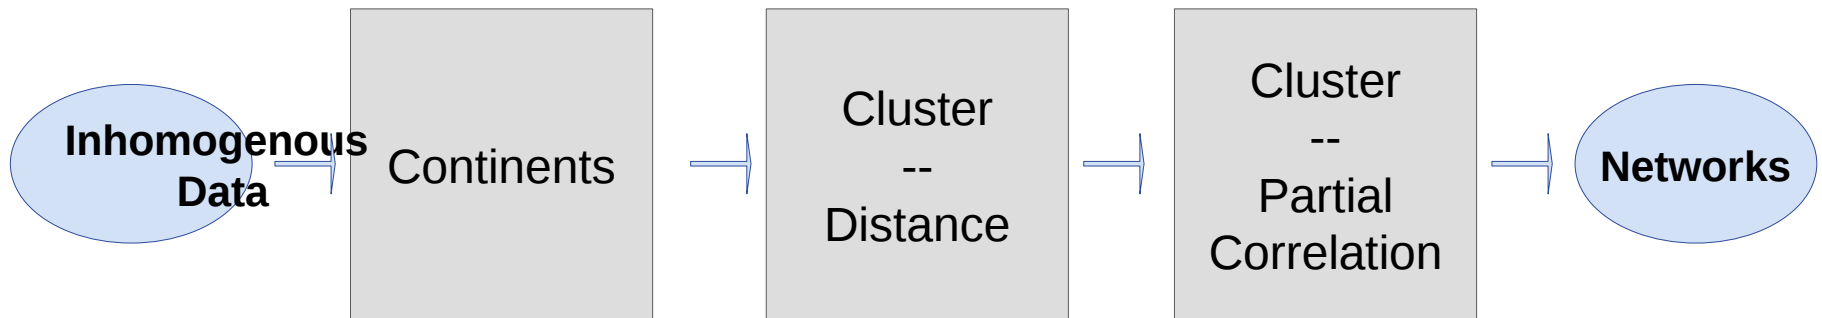 Inhomogenous
Data
Continents
Cluster
--
Distance
Cluster
--
Partial
Correlation
Networks